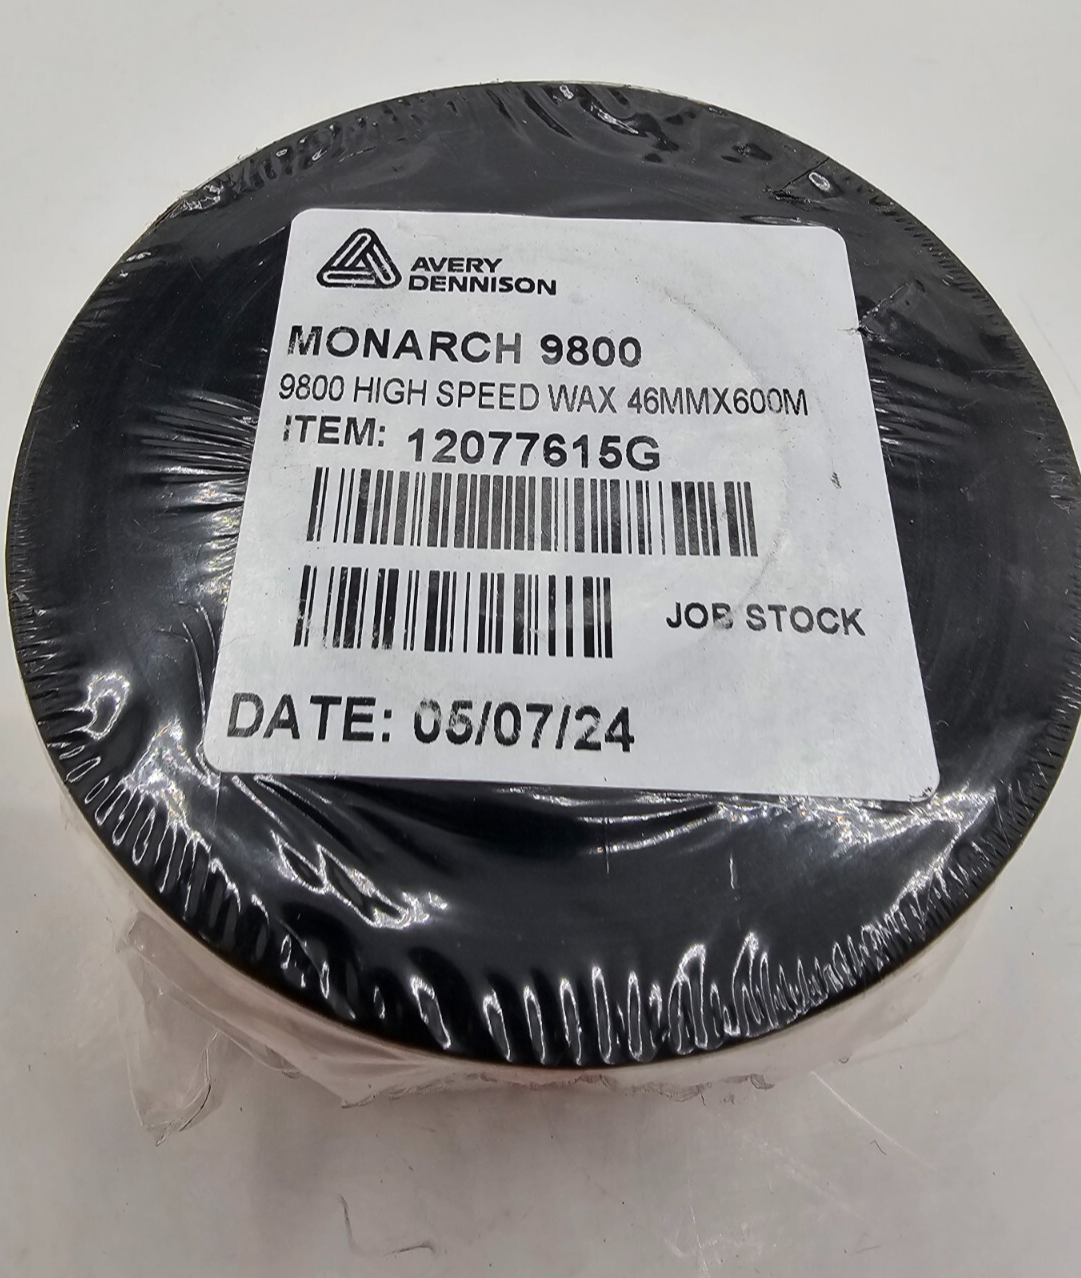 AVERY
DENNISON
MONARCH 9800
9800 HIGH SPEED WAX 46MMX600M
ITEM: 12077615G
JOB STOCK
DATE: 05/07/24